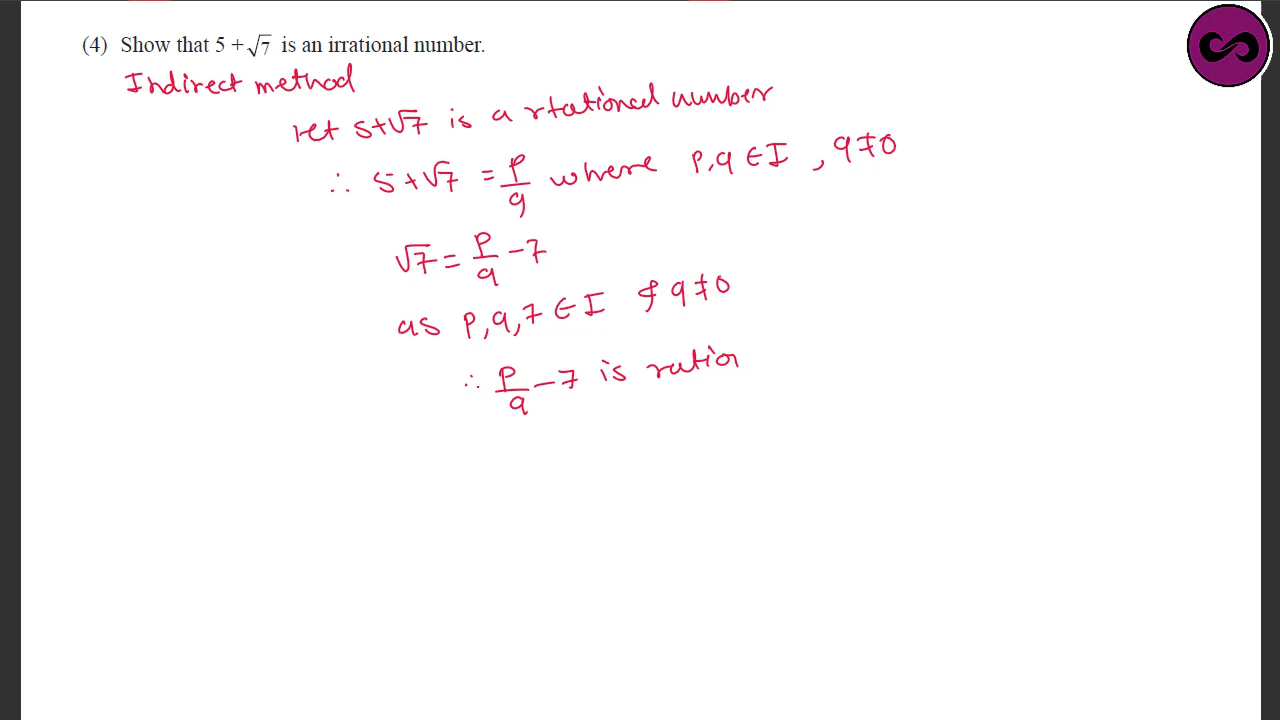 (4) Show that 5 + √7 is an irrational number.
Indirect method
Let 5+√7 is a rtational number
∴ 5+√7 = p/q where p,q ∈ I , q≠0
√7 = p/q - 7
as p,q,7 ∈ I & q≠0
∴ p/q - 7 is ration